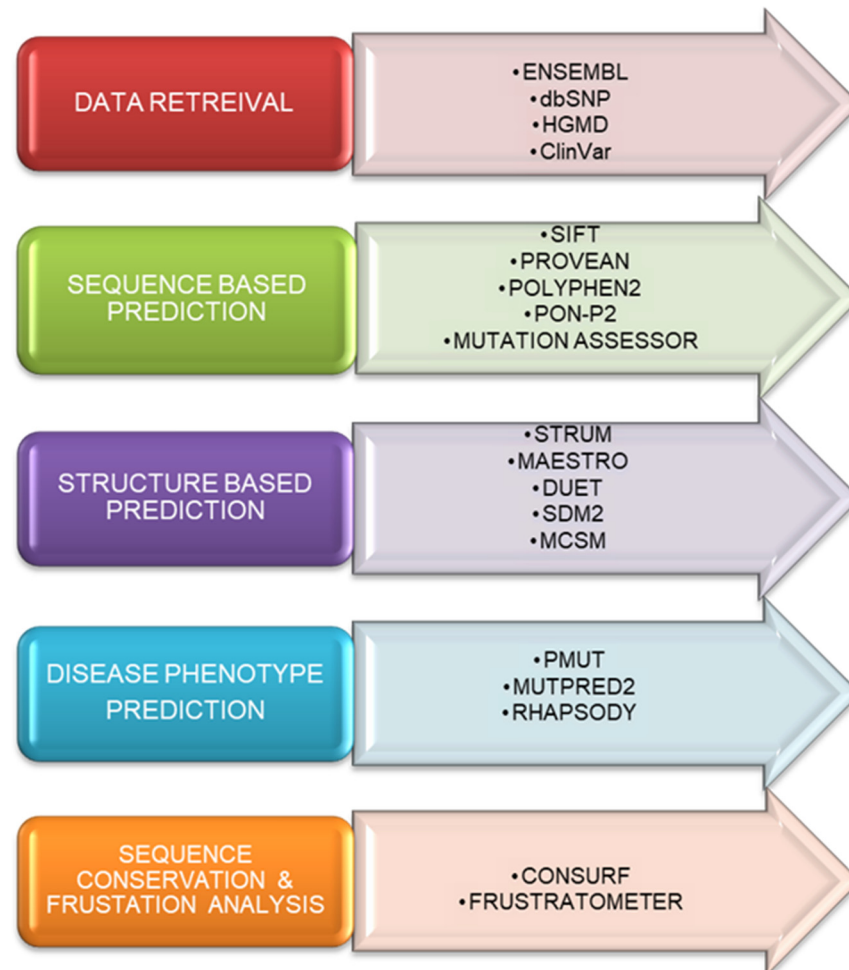 DATA RETREIVAL
•ENSEMBL
•dbSNP
•HGMD
•ClinVar
SEQUENCE BASED
PREDICTION
•SIFT
•PROVEAN
•POLYPHEN2
•PON-P2
•MUTATION ASSESSOR
STRUCTURE BASED
PREDICTION
•STRUM
•MAESTRO
•DUET
•SDM2
•MCSM
DISEASE PHENOTYPE
PREDICTION
•PMUT
•MUTPRED2
•RHAPSODY
SEQUENCE
CONSERVATION &
FRUSTATION ANALYSIS
•CONSURF
•FRUSTRATOMETER